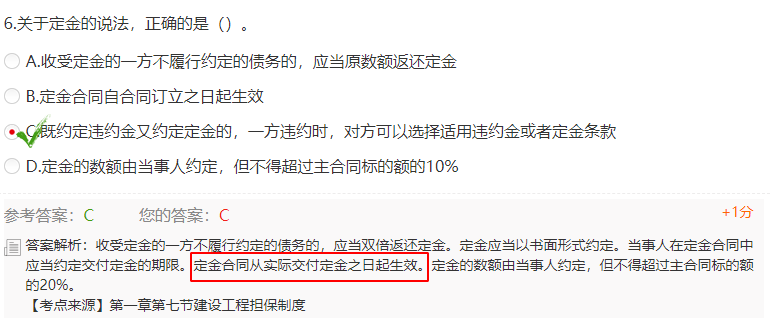 6.关于定金的说法，正确的是（）。
A.收受定金的一方不履行约定的债务的，应当原数额返还定金
B.定金合同自合同订立之日起生效
C.既约定违约金又约定定金的，一方违约时，对方可以选择适用违约金或者定金条款
D.定金的数额由当事人约定，但不得超过主合同标的额的10%
参考答案：C 您的答案：C +1分
答案解析：收受定金的一方不履行约定的债务的，应当双倍返还定金。定金应当以书面形式约定。当事人在定金合同中
应当约定交付定金的期限。定金合同从实际交付定金之日起生效。定金的数额由当事人约定，但不得超过主合同标的额
的20%。
【考点来源】第一章第七节建设工程担保制度